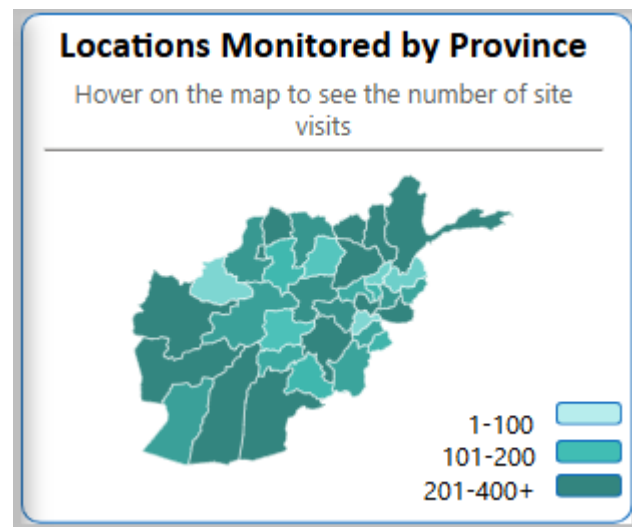 Locations Monitored by Province
Hover on the map to see the number of site
visits
1-100
101-200
201-400+